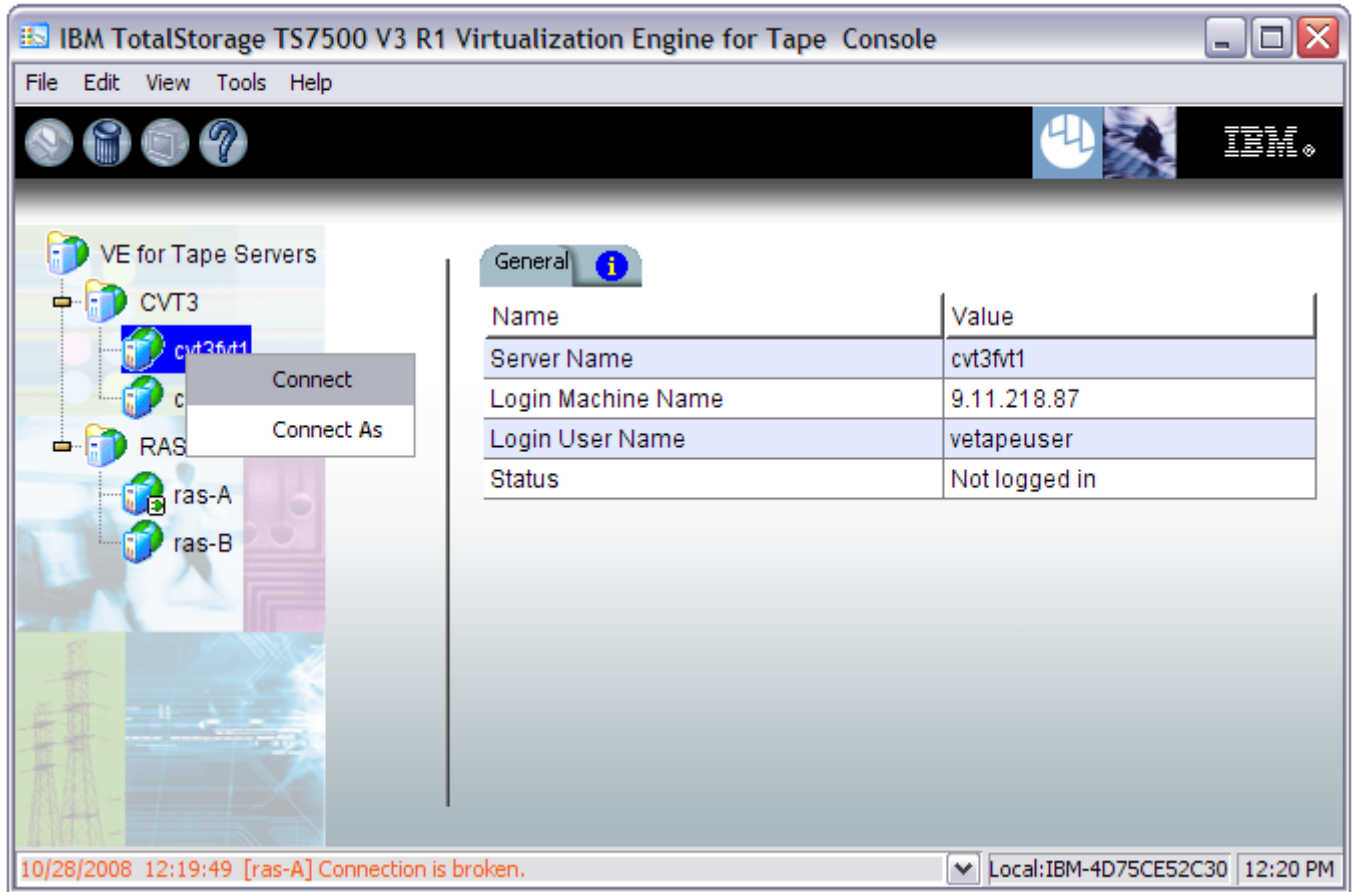 IBM TotalStorage TS7500 V3 R1 Virtualization Engine for Tape Console
File Edit View Tools Help
IBM
VE for Tape Servers
CVT3
cvt3fvt1
c
RAS
ras-A
ras-B
Connect
Connect As
General
Name Value
Server Name cvt3fvt1
Login Machine Name 9.11.218.87
Login User Name vetapeuser
Status Not logged in
10/28/2008 12:19:49 [ras-A] Connection is broken.
Local:IBM-4D75CE52C30 12:20 PM